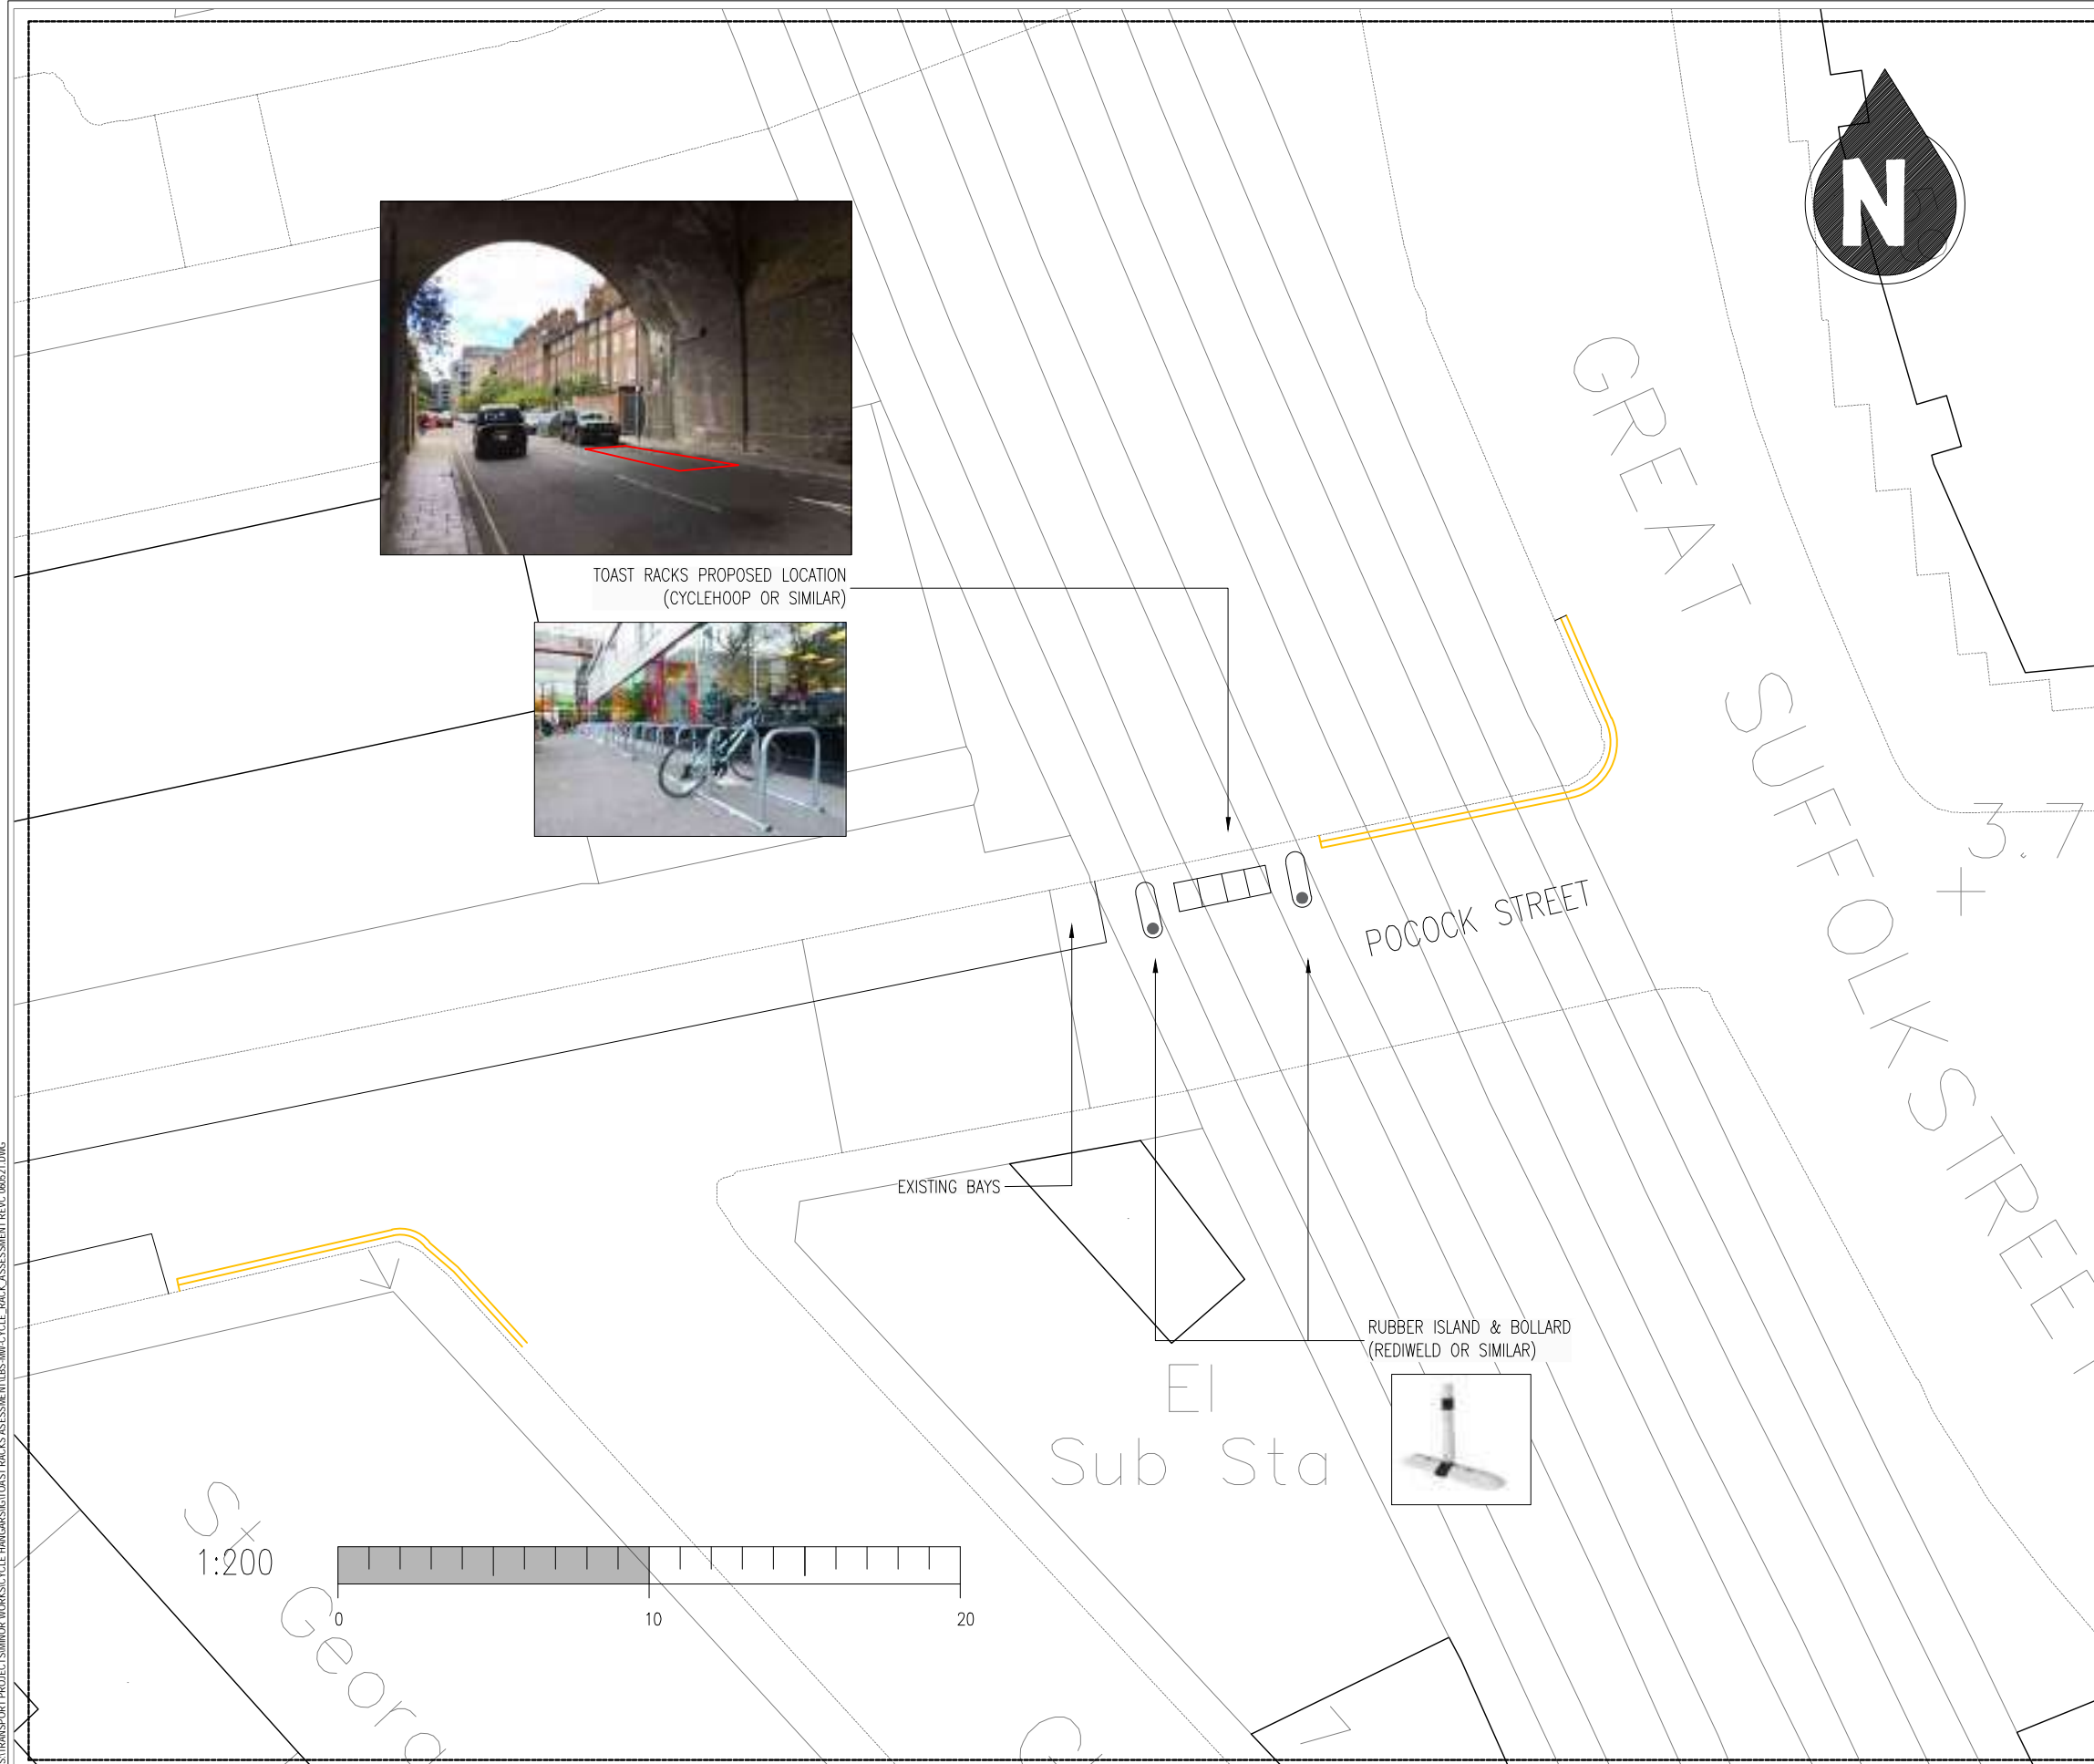 N
TOAST RACKS PROPOSED LOCATION
(CYCLEHOOP OR SIMILAR)
GREAT SUFFOLK STREET
3.7
POCOCK STREET
EXISTING BAYS
RUBBER ISLAND & BOLLARD
(REDIWELD OR SIMILAR)
El
Sub Sta
St
1:200
0 10 20